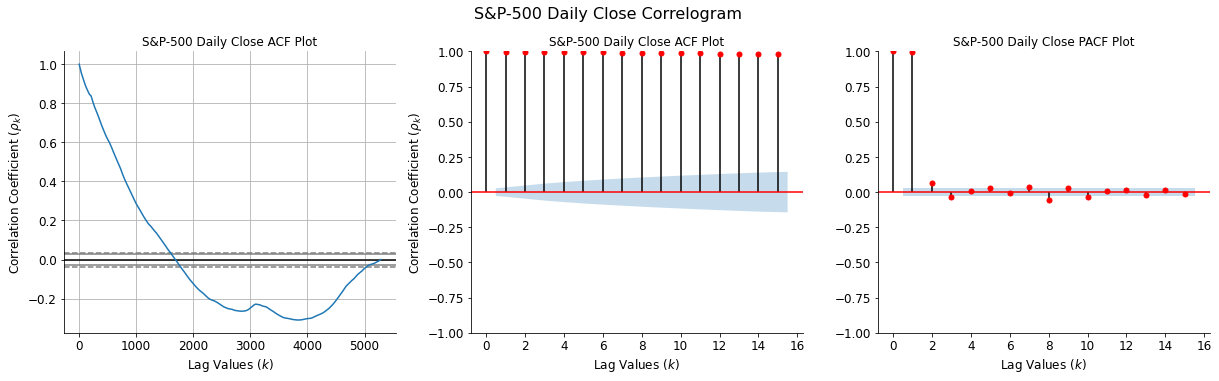 S&P-500 Daily Close Correlogram
S&P-500 Daily Close ACF Plot
1.0
0.8
0.6
0.4
0.2
0.0
−0.2
Correlation Coefficient (ρk)
0 1000 2000 3000 4000 5000
Lag Values (k)
S&P-500 Daily Close ACF Plot
1.00
0.75
0.50
0.25
0.00
−0.25
−0.50
−0.75
−1.00
Correlation Coefficient (ρk)
0 2 4 6 8 10 12 14 16
Lag Values (k)
S&P-500 Daily Close PACF Plot
1.00
0.75
0.50
0.25
0.00
−0.25
−0.50
−0.75
−1.00
0 2 4 6 8 10 12 14 16
Lag Values (k)